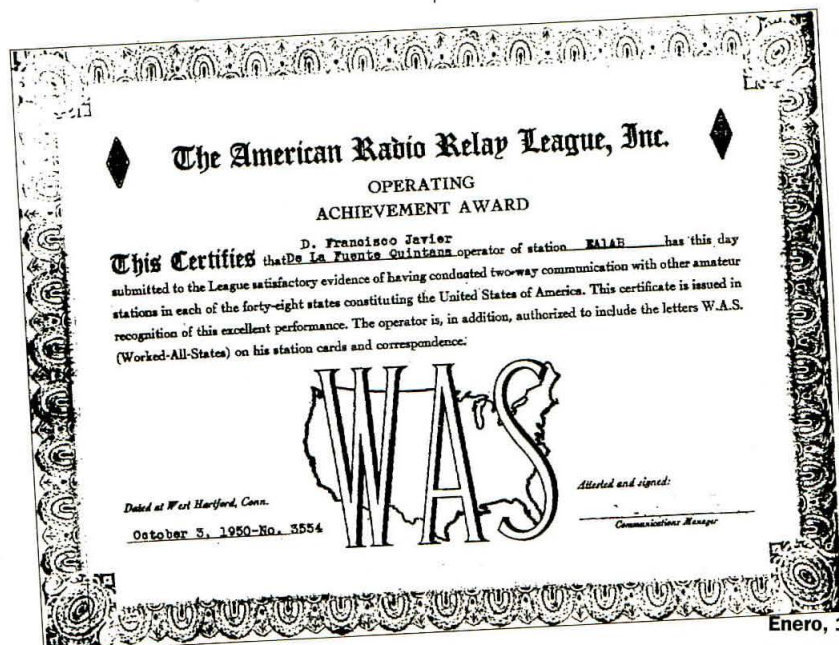 The American Radio Relay League, Inc.
OPERATING
ACHIEVEMENT AWARD
D. Francisco Javier
This Certifies that De La Fuente Quintana operator of station EA1AB has this day
submitted to the League satisfactory evidence of having conducted two-way communication with other amateur
stations in each of the forty-eight states constituting the United States of America. This certificate is issued in
recognition of this excellent performance. The operator is, in addition, authorized to include the letters W.A.S.
(Worked-All-States) on his station cards and correspondence.
WAS
Dated at West Hartford, Conn.
October 3, 1950-No. 3554
Attested and signed:
Communications Manager
Enero,